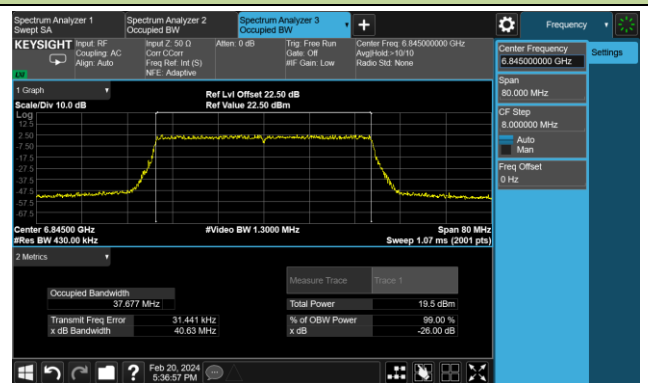 Spectrum Analyzer 1
Swept SA
Spectrum Analyzer 2
Occupied BW
Spectrum Analyzer 3
Occupied BW
Frequency
KEYSIGHT
Input: RF
Coupling: AC
Align: Auto
Input Z: 50 Ω
Corr CCorr
Freq Ref: Int (S)
NFE: Adaptive
Atten: 0 dB
Trig: Free Run
Gate: Off
#IF Gain: Low
Center Freq: 6.845000000 GHz
Avg|Hold:>10/10
Radio Std: None
Center Frequency
6.845000000 GHz
Settings
Span
80.000 MHz
CF Step
8.000000 MHz
Auto
Man
Freq Offset
0 Hz
1 Graph
Scale/Div 10.0 dB
Ref Lvl Offset 22.50 dB
Ref Value 22.50 dBm
Log
12.5
2.50
-7.50
-17.5
-27.5
-37.5
-47.5
-57.5
-67.5
Center 6.84500 GHz
#Res BW 430.00 kHz
#Video BW 1.3000 MHz
Span 80 MHz
Sweep 1.07 ms (2001 pts)
2 Metrics
Measure Trace
Trace 1
Occupied Bandwidth
37.677 MHz
Total Power
19.5 dBm
Transmit Freq Error
31.441 kHz
% of OBW Power
99.00 %
x dB Bandwidth
40.63 MHz
x dB
-26.00 dB
?
Feb 20, 2024
5:36:57 PM